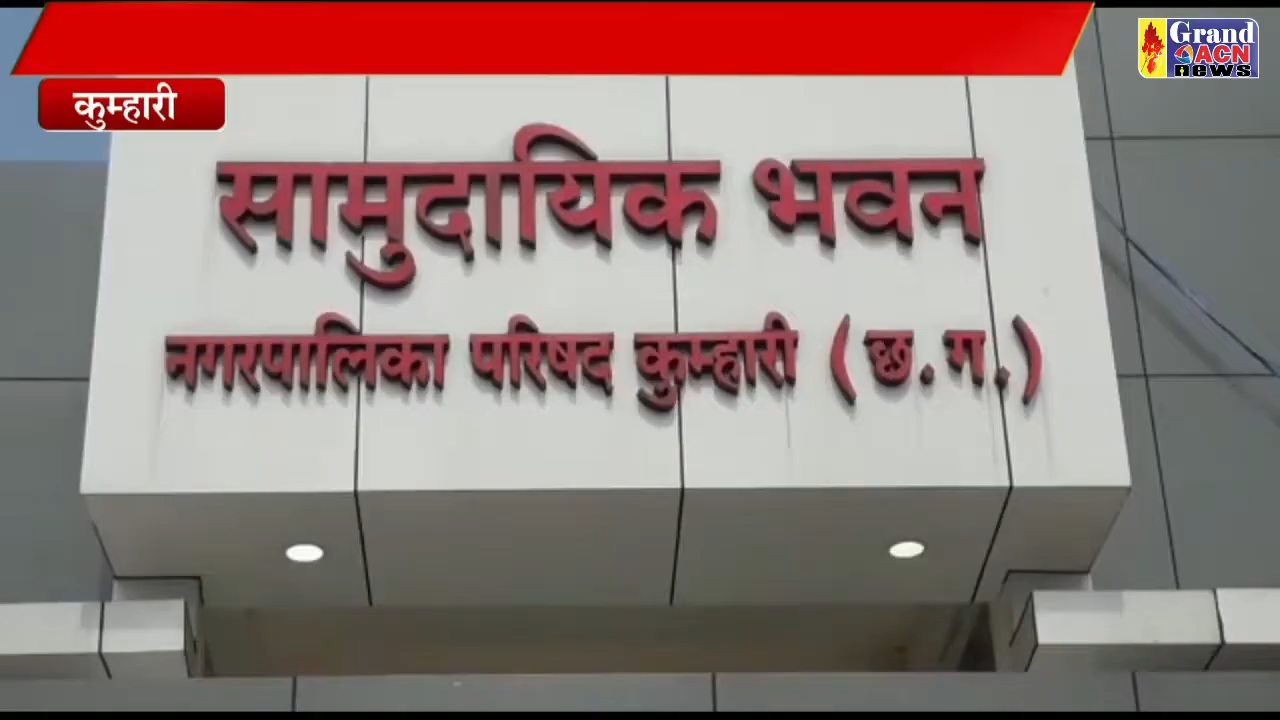 Grand
ACN
news
कुम्हारी
सामुदायिक भवन
नगरपालिका परिषद कुम्हारी (छ.ग.)